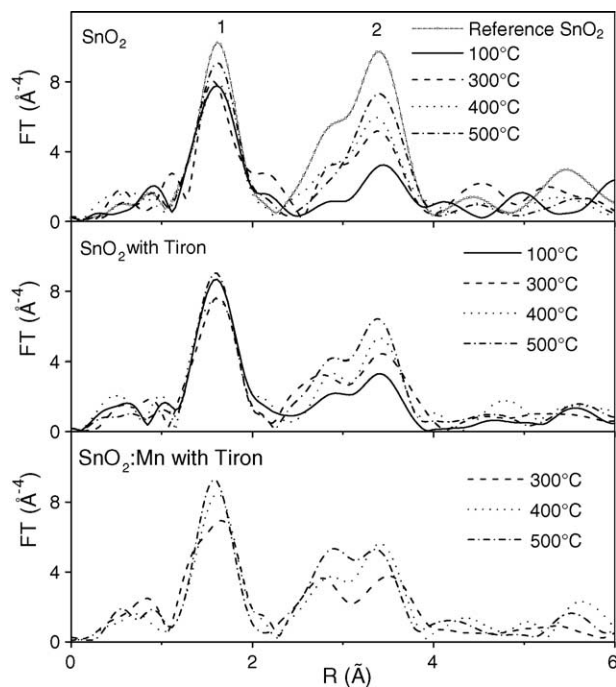 1 2
SnO₂
Reference SnO₂
100°C
300°C
400°C
500°C
FT (Å⁻⁴)
8
4
0
SnO₂ with Tiron
100°C
300°C
400°C
500°C
FT (Å⁻⁴)
8
4
0
SnO₂:Mn with Tiron
300°C
400°C
500°C
FT (Å⁻⁴)
8
4
0
0 2 4 6
R (Ã)